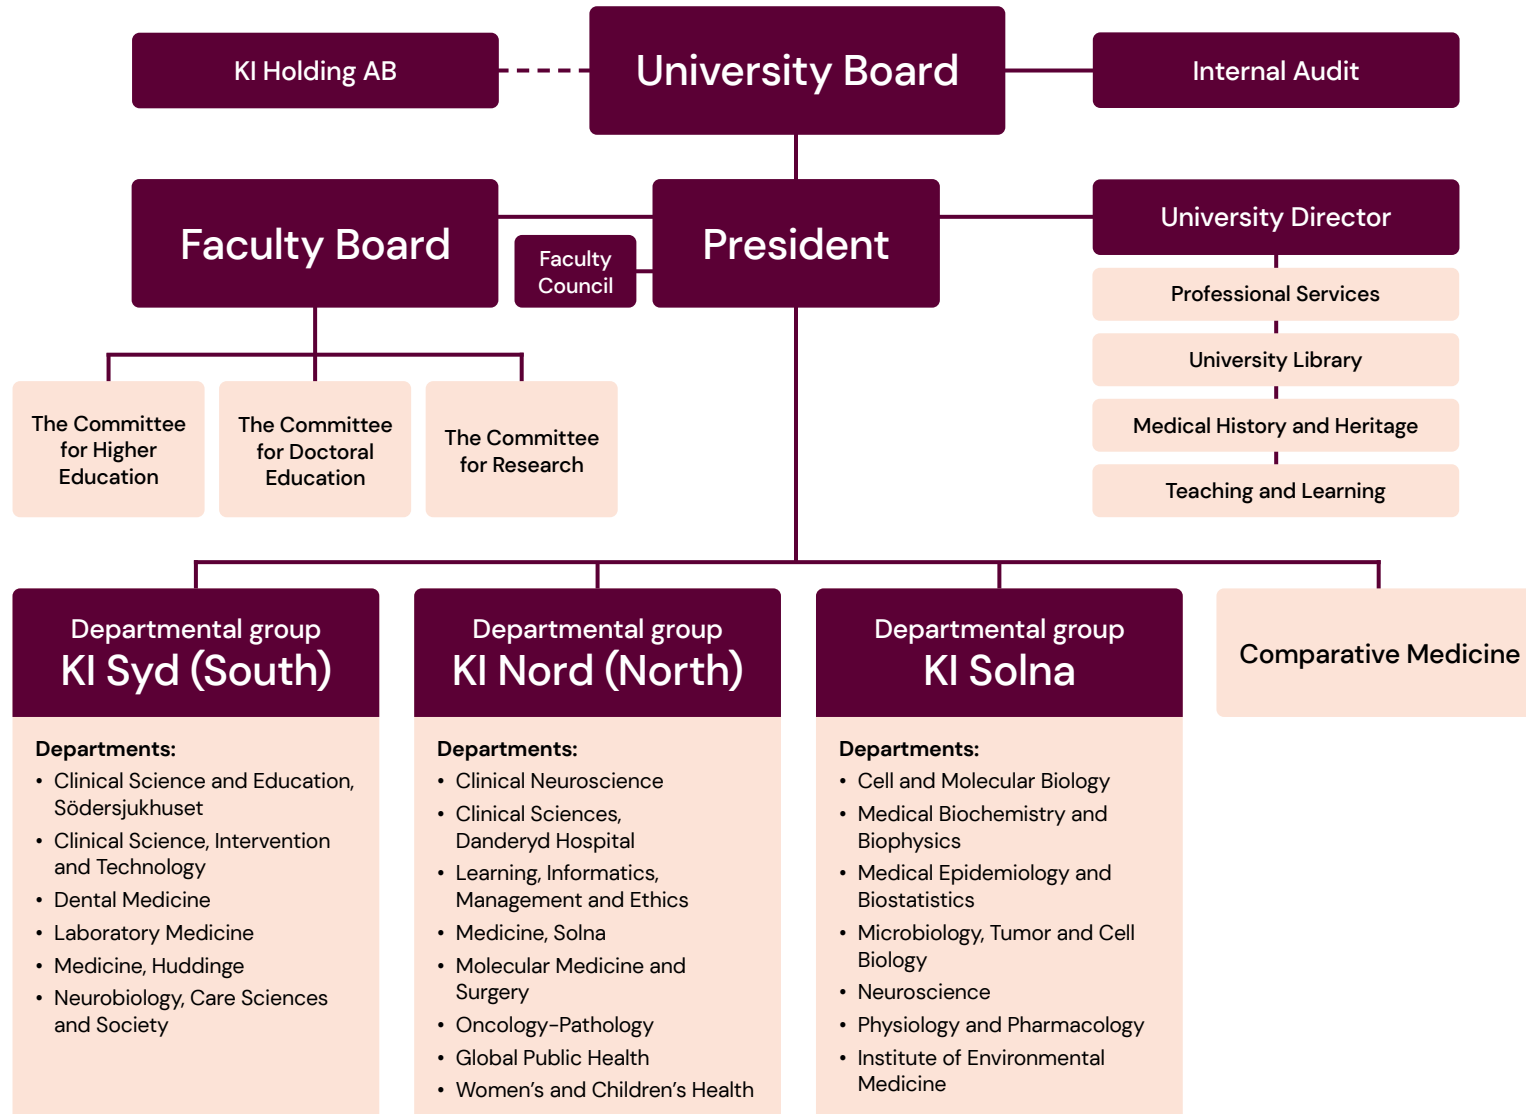 KI Holding AB
University Board
Internal Audit
Faculty Board
Faculty
Council
President
University Director
Professional Services
University Library
Medical History and Heritage
Teaching and Learning
The Committee
for Higher
Education
The Committee
for Doctoral
Education
The Committee
for Research
Departmental group
KI Syd (South)
Departments:
• Clinical Science and Education,
Södersjukhuset
• Clinical Science, Intervention
and Technology
• Dental Medicine
• Laboratory Medicine
• Medicine, Huddinge
• Neurobiology, Care Sciences
and Society
Departmental group
KI Nord (North)
Departments:
• Clinical Neuroscience
• Clinical Sciences,
Danderyd Hospital
• Learning, Informatics,
Management and Ethics
• Medicine, Solna
• Molecular Medicine and
Surgery
• Oncology-Pathology
• Global Public Health
• Women's and Children's Health
Departmental group
KI Solna
Departments:
• Cell and Molecular Biology
• Medical Biochemistry and
Biophysics
• Medical Epidemiology and
Biostatistics
• Microbiology, Tumor and Cell
Biology
• Neuroscience
• Physiology and Pharmacology
• Institute of Environmental
Medicine
Comparative Medicine